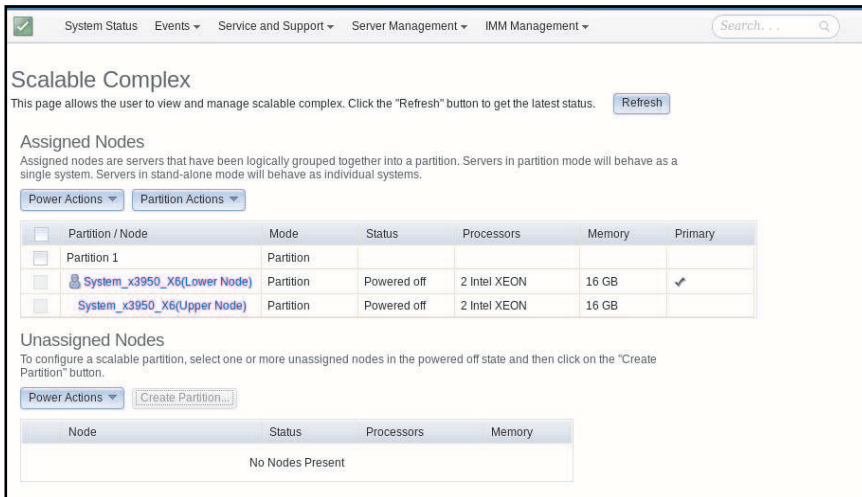 System Status Events Service and Support Server Management IMM Management Search. . .
Scalable Complex
This page allows the user to view and manage scalable complex. Click the "Refresh" button to get the latest status. Refresh
Assigned Nodes
Assigned nodes are servers that have been logically grouped together into a partition. Servers in partition mode will behave as a
single system. Servers in stand-alone mode will behave as individual systems.
Power Actions Partition Actions
Partition / Node Mode Status Processors Memory Primary
Partition 1 Partition
System_x3950_X6(Lower Node) Partition Powered off 2 Intel XEON 16 GB
System_x3950_X6(Upper Node) Partition Powered off 2 Intel XEON 16 GB
Unassigned Nodes
To configure a scalable partition, select one or more unassigned nodes in the powered off state and then click on the "Create
Partition" button.
Power Actions Create Partition...
Node Status Processors Memory
No Nodes Present